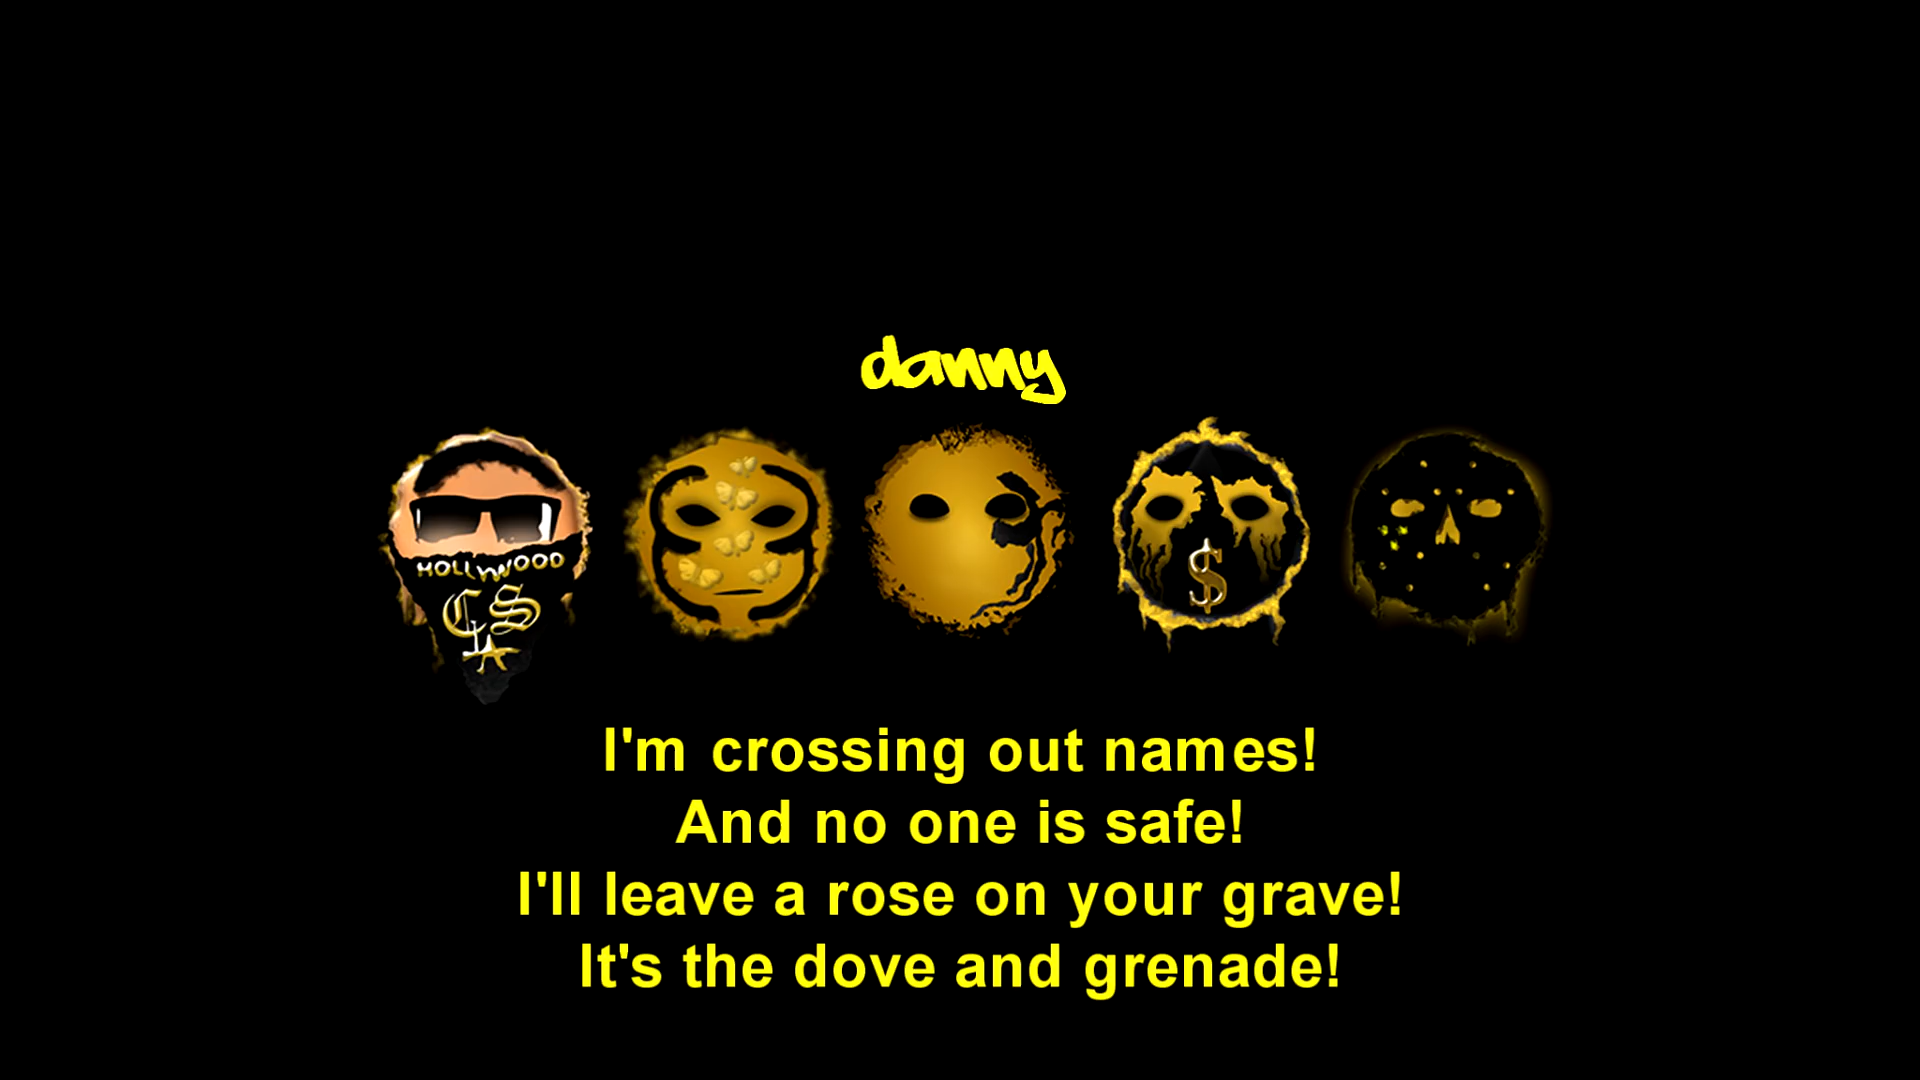 danny
HOLLYWOOD
CS
LA
$
I'm crossing out names!
And no one is safe!
I'll leave a rose on your grave!
It's the dove and grenade!